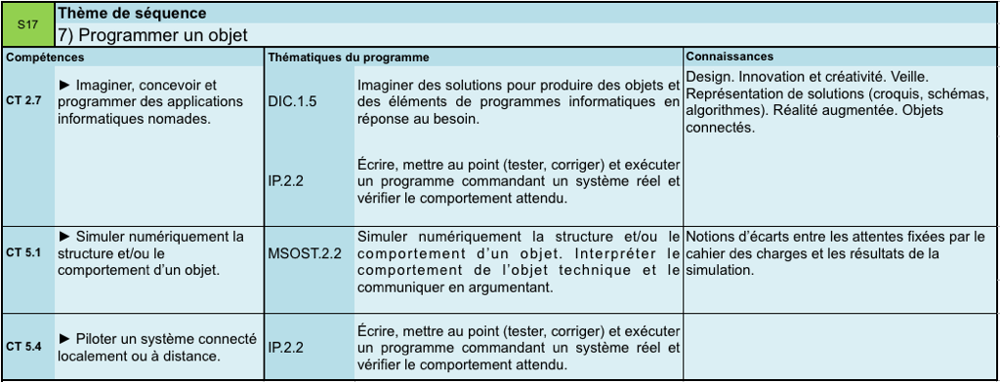 S17
Thème de séquence
7) Programmer un objet
Compétences
Thématiques du programme
Connaissances
CT 2.7
► Imaginer, concevoir et
programmer des applications
informatiques nomades.
DIC.1.5
Imaginer des solutions pour produire des objets et
des éléments de programmes informatiques en
réponse au besoin.
Design. Innovation et créativité. Veille.
Représentation de solutions (croquis, schémas,
algorithmes). Réalité augmentée. Objets
connectés.
IP.2.2
Écrire, mettre au point (tester, corriger) et exécuter
un programme commandant un système réel et
vérifier le comportement attendu.
CT 5.1
► Simuler numériquement la
structure et/ou le
comportement d'un objet.
MSOST.2.2
Simuler numériquement la structure et/ou le
comportement d'un objet. Interpréter le
comportement de l'objet technique et le
communiquer en argumentant.
Notions d'écarts entre les attentes fixées par le
cahier des charges et les résultats de la
simulation.
CT 5.4
► Piloter un système connecté
localement ou à distance.
IP.2.2
Écrire, mettre au point (tester, corriger) et exécuter
un programme commandant un système réel et
vérifier le comportement attendu.